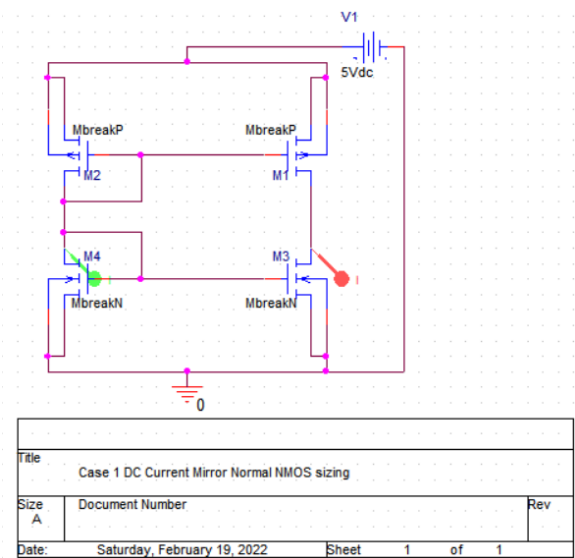 V1
5Vdc
MbreakP
MbreakP
M2
M1
M4
M3
MbreakN
MbreakN
0
Title
Case 1 DC Current Mirror Normal NMOS sizing
Size
A
Document Number
Rev
Date:
Saturday, February 19, 2022
Sheet 1 of 1